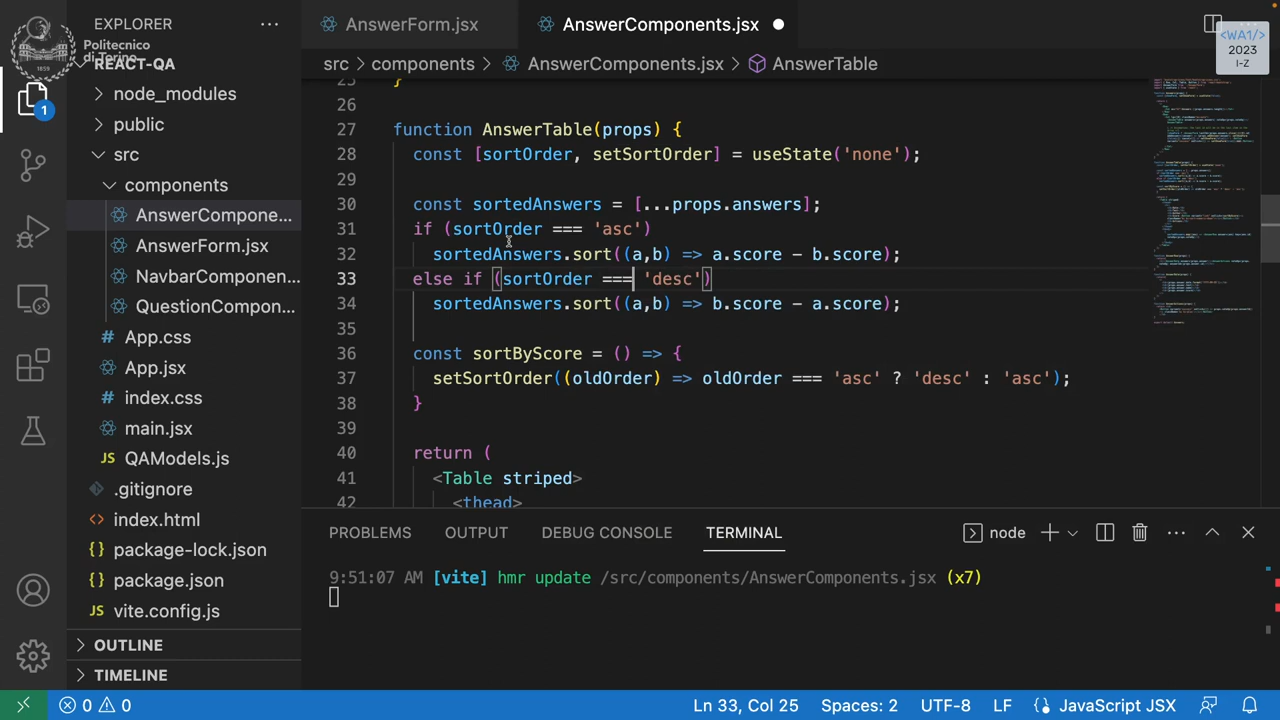 EXPLORER
Politecnico
di Torino
REACT-QA
1
node_modules
public
src
components
AnswerCompone...
AnswerForm.jsx
NavbarComponen...
QuestionCompon...
App.css
App.jsx
index.css
main.jsx
JS QAModels.js
.gitignore
index.html
package-lock.json
package.json
JS vite.config.js
OUTLINE
TIMELINE
AnswerForm.jsx
AnswerComponents.jsx
<WA1/>
2023
I-Z
src > components > AnswerComponents.jsx > AnswerTable
25 }
26
27 function AnswerTable(props) {
28 const [sortOrder, setSortOrder] = useState('none');
29
30 const sortedAnswers = [...props.answers];
31 if (sortOrder === 'asc')
32 sortedAnswers.sort((a,b) => a.score - b.score);
33 else if (sortOrder === 'desc')
34 sortedAnswers.sort((a,b) => b.score - a.score);
35
36 const sortByScore = () => {
37 setSortOrder((oldOrder) => oldOrder === 'asc' ? 'desc' : 'asc');
38 }
39
40 return (
41 <Table striped>
42 <thead>
PROBLEMS OUTPUT DEBUG CONSOLE TERMINAL
node
9:51:07 AM [vite] hmr update /src/components/AnswerComponents.jsx (x7)
0 0
Ln 33, Col 25
Spaces: 2
UTF-8
LF
JavaScript JSX